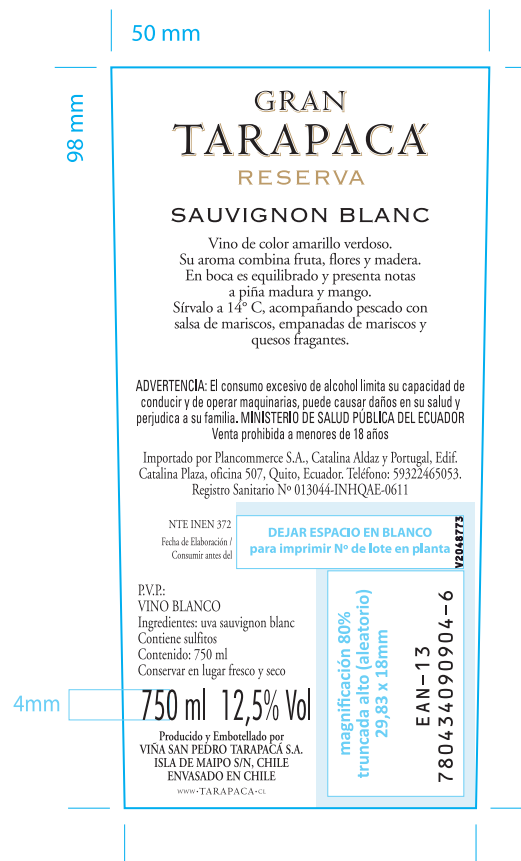 50 mm
98 mm
GRAN
TARAPACÁ
RESERVA
SAUVIGNON BLANC
Vino de color amarillo verdoso.
Su aroma combina fruta, flores y madera.
En boca es equilibrado y presenta notas
a piña madura y mango.
Sírvalo a 14° C, acompañando pescado con
salsa de mariscos, empanadas de mariscos y
quesos fragantes.
ADVERTENCIA: El consumo excesivo de alcohol limita su capacidad de
conducir y de operar maquinarias, puede causar daños en su salud y
perjudica a su familia. MINISTERIO DE SALUD PÚBLICA DEL ECUADOR
Venta prohibida a menores de 18 años
Importado por Plancommerce S.A., Catalina Aldaz y Portugal, Edif.
Catalina Plaza, oficina 507, Quito, Ecuador. Teléfono: 59322465053.
Registro Sanitario Nº 013044-INHQAE-0611
NTE INEN 372
Fecha de Elaboración /
Consumir antes del
DEJAR ESPACIO EN BLANCO
para imprimir Nº de lote en planta
V2048773
P.V.P.:
VINO BLANCO
Ingredientes: uva sauvignon blanc
Contiene sulfitos
Contenido: 750 ml
Conservar en lugar fresco y seco
4mm
750 ml 12,5% Vol
Producido y Embotellado por
VIÑA SAN PEDRO TARAPACÁ S.A.
ISLA DE MAIPO S/N, CHILE
ENVASADO EN CHILE
WWW•TARAPACA•CL
magnificación 80%
truncada alto (aleatorio)
29,83 x 18mm
EAN-13
780434090904-6